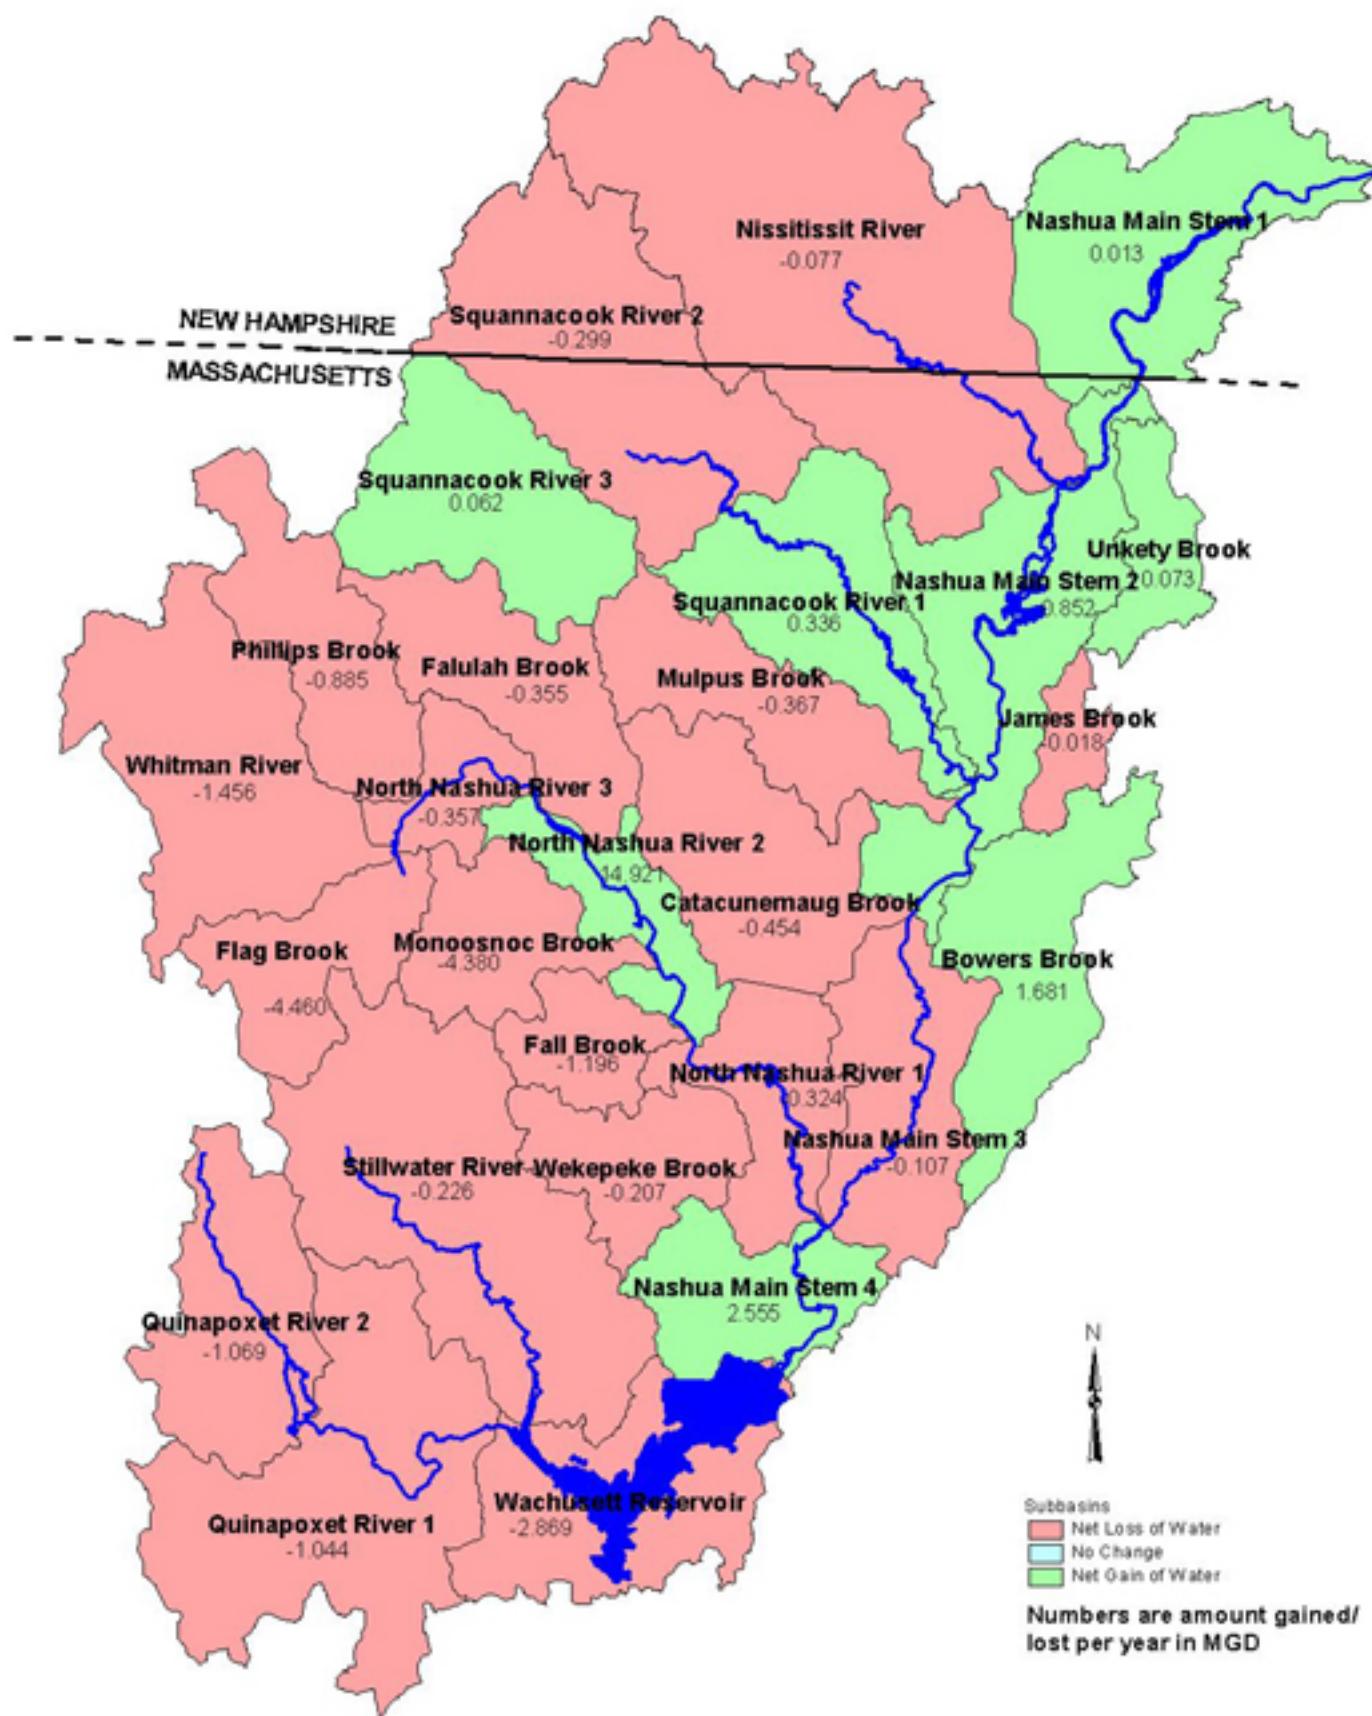 Nashua Main Stem 1
0.013
Nissitissit River
-0.077
Squannacook River 2
-0.299
NEW HAMPSHIRE
MASSACHUSETTS
Squannacook River 3
0.062
Unkety Brook
0.073
Nashua Main Stem 2
0.852
Squannacook River 1
0.336
Phillips Brook
-0.885
Falulah Brook
-0.355
Mulpus Brook
-0.367
James Brook
-0.018
Whitman River
-1.456
North Nashua River 3
-0.357
North Nashua River 2
14.921
Catacunemaug Brook
-0.454
Flag Brook
-4.460
Monoosnoc Brook
-4.380
Bowers Brook
1.681
Fall Brook
-1.196
North Nashua River 1
0.324
Nashua Main Stem 3
-0.107
Stillwater River
-0.226
Wekepeke Brook
-0.207
Nashua Main Stem 4
2.555
Quinapoxet River 2
-1.069
N
Wachusett Reservoir
-2.869
Quinapoxet River 1
-1.044
Subbasins
Net Loss of Water
No Change
Net Gain of Water
Numbers are amount gained/
lost per year in MGD